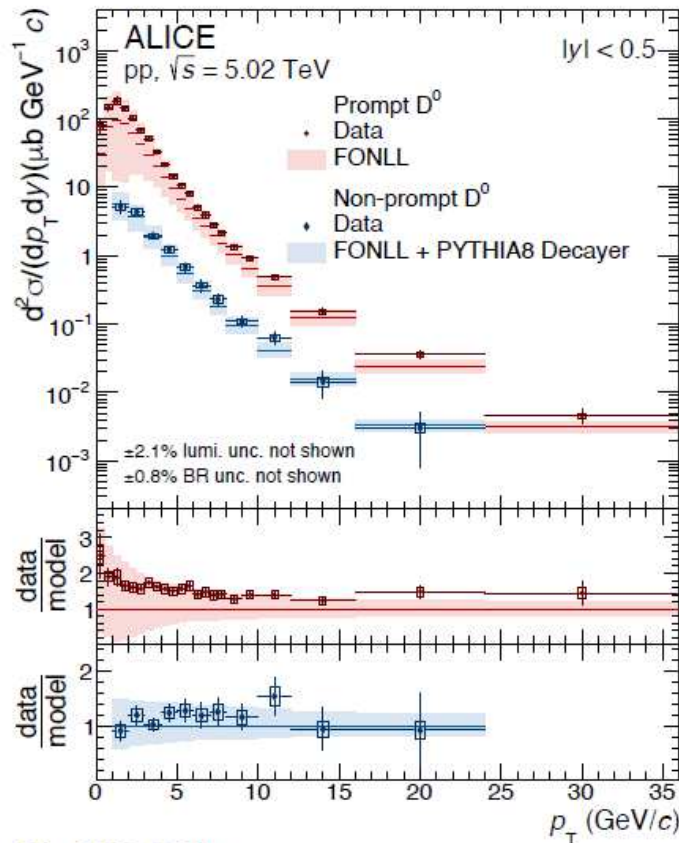 ALICE
pp, √s = 5.02 TeV
|y| < 0.5
Prompt D⁰
Data
FONLL
Non-prompt D⁰
Data
FONLL + PYTHIA8 Decayer
d²σ/(dp_T dy)(μb GeV⁻¹ c)
10³
10²
10
1
10⁻¹
10⁻²
10⁻³
±2.1% lumi. unc. not shown
±0.8% BR unc. not shown
data
model
3
2
1
data
model
2
1
0 5 10 15 20 25 30 35
p_T (GeV/c)